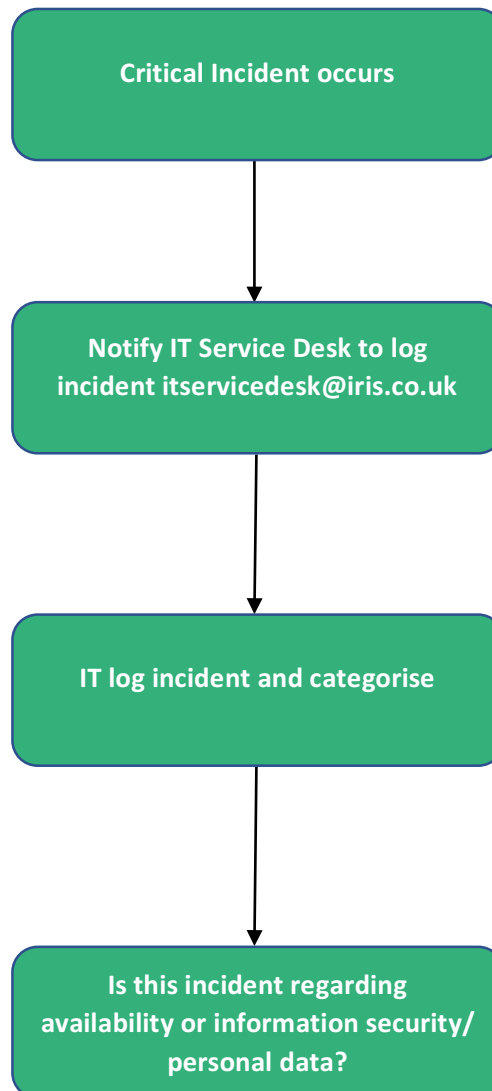 Critical Incident occurs
Notify IT Service Desk to log
incident itservicedesk@iris.co.uk
IT log incident and categorise
Is this incident regarding
availability or information security/
personal data?